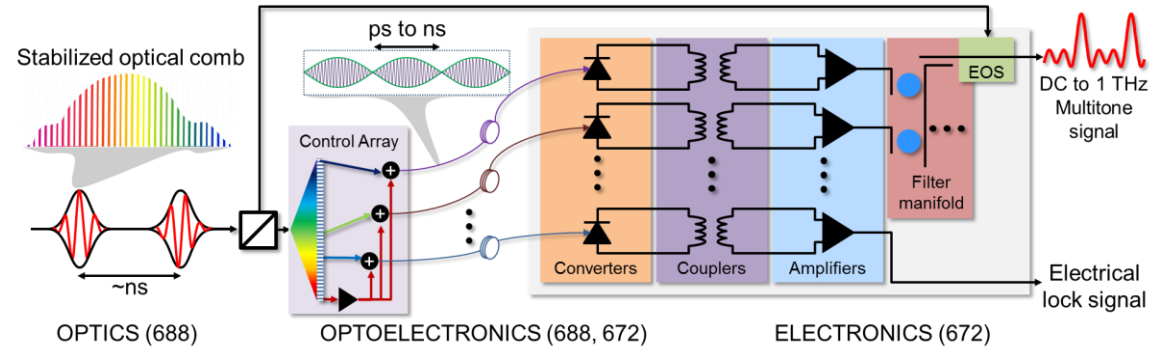 Stabilized optical comb
ps to ns
Control Array
~ns
Converters
Couplers
Amplifiers
Filter
manifold
EOS
DC to 1 THz
Multitone
signal
Electrical
lock signal
OPTICS (688)
OPTOELECTRONICS (688, 672)
ELECTRONICS (672)